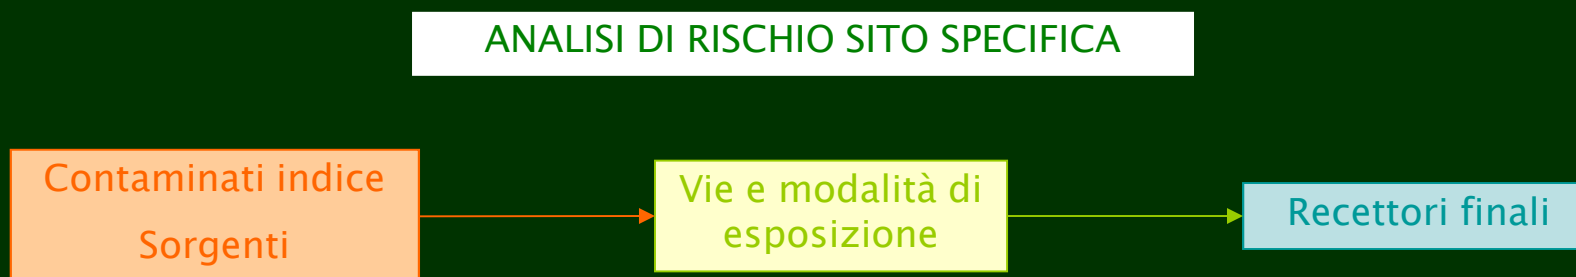 ANALISI DI RISCHIO SITO SPECIFICA
Contaminati indice
Sorgenti
Vie e modalità di
esposizione
Recettori finali